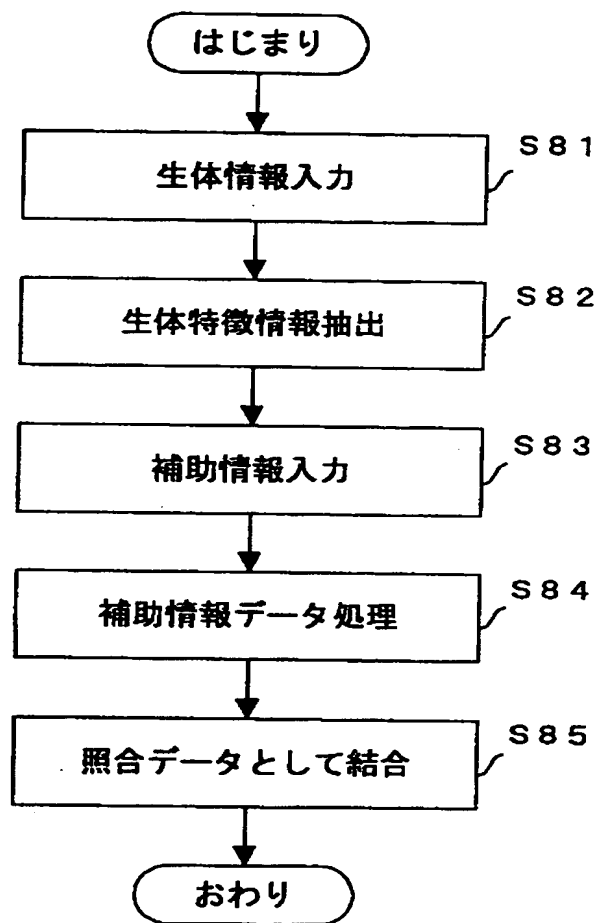 はじまり
生体情報入力
S81
生体特徴情報抽出
S82
補助情報入力
S83
補助情報データ処理
S84
照合データとして結合
S85
おわり